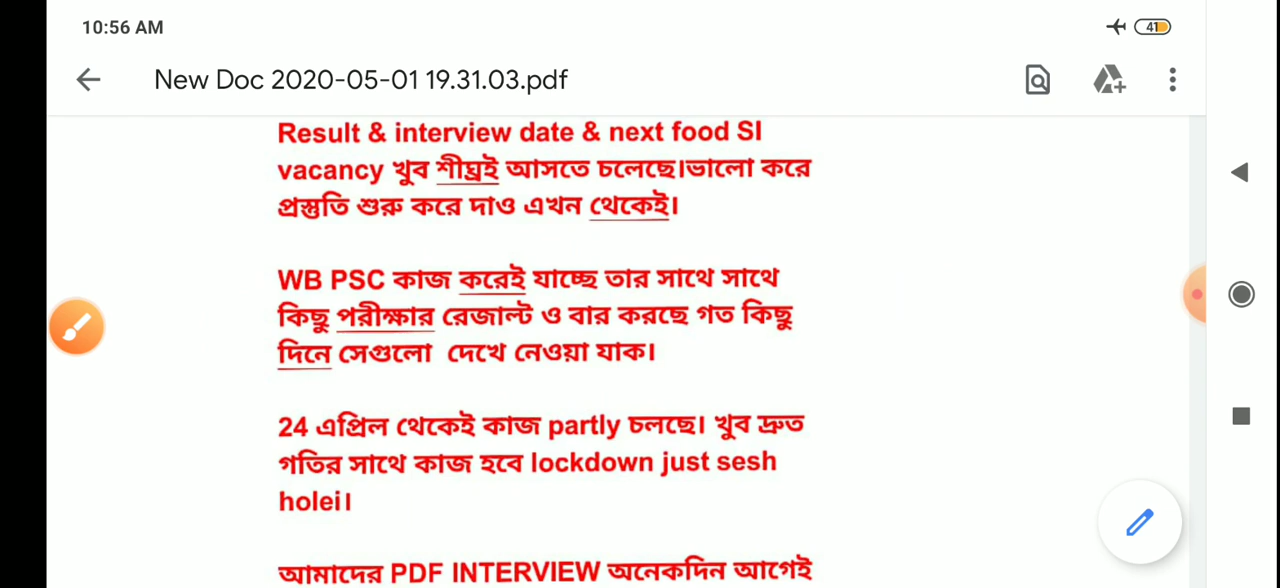 10:56 AM
41
New Doc 2020-05-01 19.31.03.pdf
Result & interview date & next food SI
vacancy খুব শীঘ্রই আসতে চলেছে।ভালো করে
প্রস্তুতি শুরু করে দাও এখন থেকেই।
WB PSC কাজ করেই যাচ্ছে তার সাথে সাথে
কিছু পরীক্ষার রেজাল্ট ও বার করছে গত কিছু
দিনে সেগুলো দেখে নেওয়া যাক।
24 এপ্রিল থেকেই কাজ partly চলছে। খুব দ্রুত
গতির সাথে কাজ হবে lockdown just sesh
holei।
আমাদের PDF INTERVIEW অনেকদিন আগেই